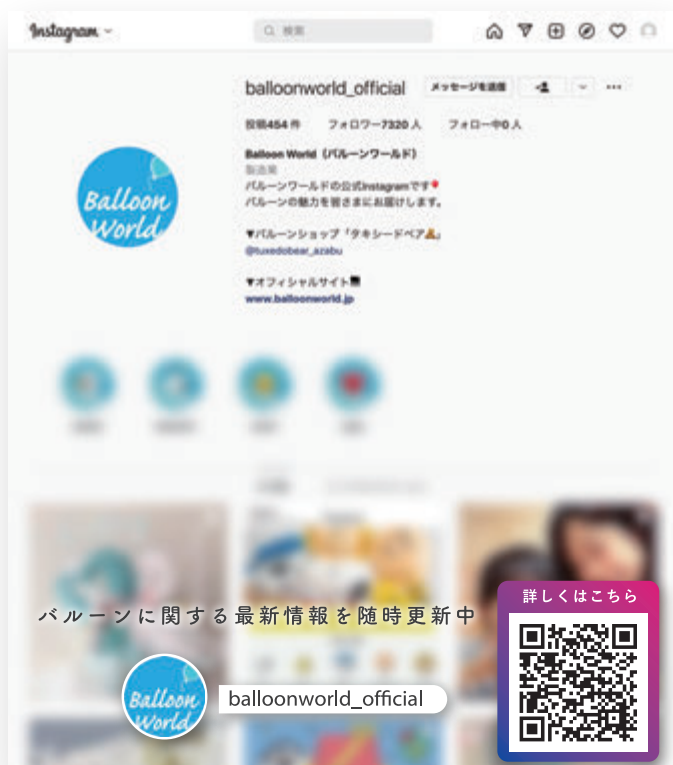 Instagram
検索
balloonworld_official メッセージを送信
投稿454件 フォロワー7320人 フォロー中0人
Balloon World（バルーンワールド）
製造業
バルーンワールドの公式Instagramです🎈
バルーンの魅力を皆さまにお届けします。
▼バルーンショップ「タキシードベア🧸」
@tuxedobear_azabu
▼オフィシャルサイト💻
www.balloonworld.jp
Balloon
World
バルーンに関する最新情報を随時更新中
詳しくはこちら
Balloon
World
balloonworld_official